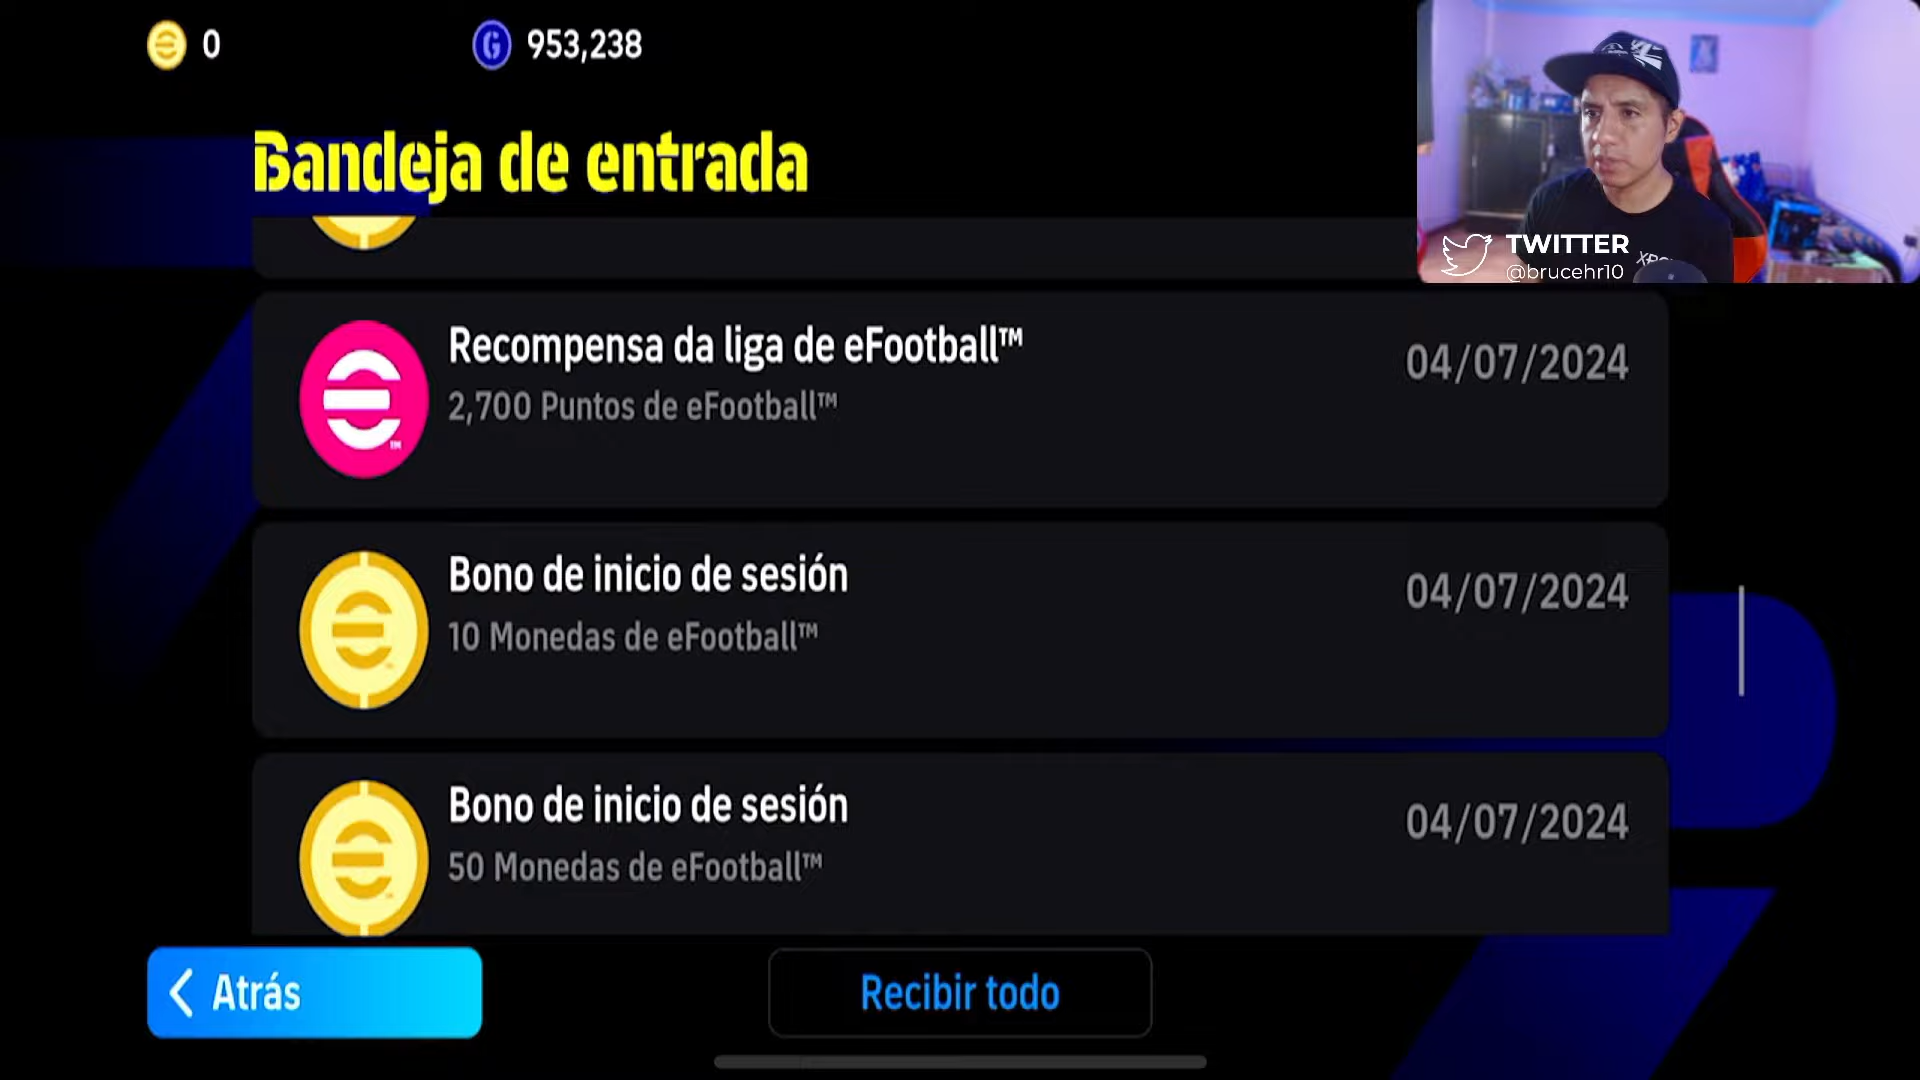 0
953,238
Bandeja de entrada
TWITTER
@brucehr10
Recompensa da liga de eFootball™
04/07/2024
2,700 Puntos de eFootball™
Bono de inicio de sesión
04/07/2024
10 Monedas de eFootball™
Bono de inicio de sesión
04/07/2024
50 Monedas de eFootball™
Atrás
Recibir todo